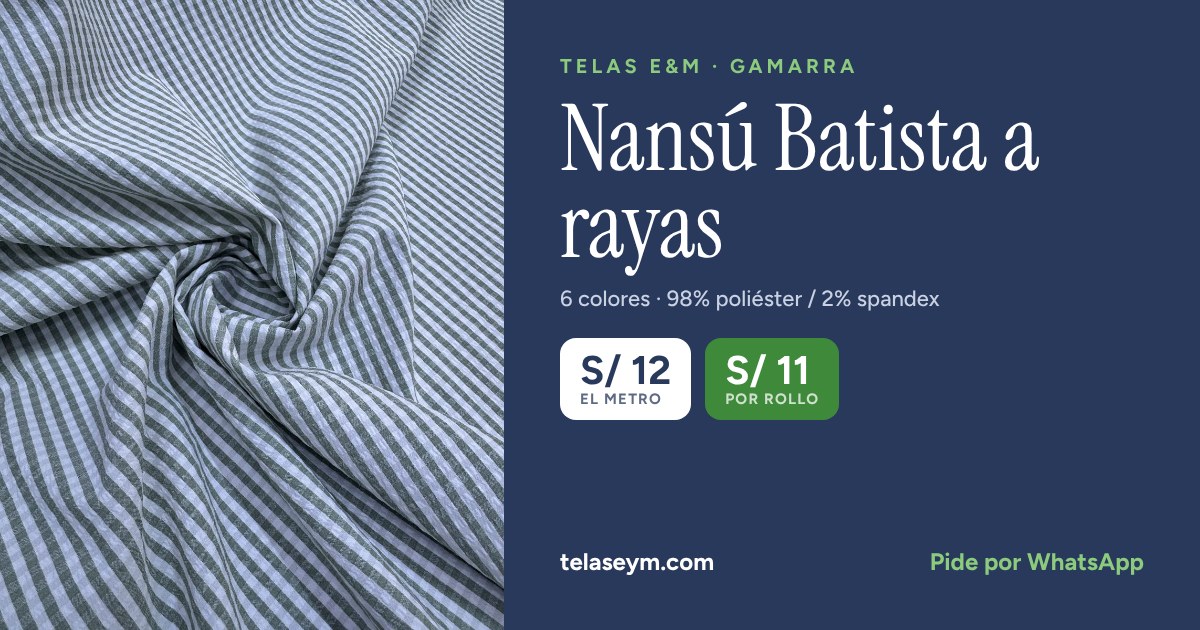 TELAS E&M · GAMARRA
Nansú Batista a
rayas
6 colores · 98% poliéster / 2% spandex
S/ 12
EL METRO
S/ 11
POR ROLLO
telaseym.com
Pide por WhatsApp